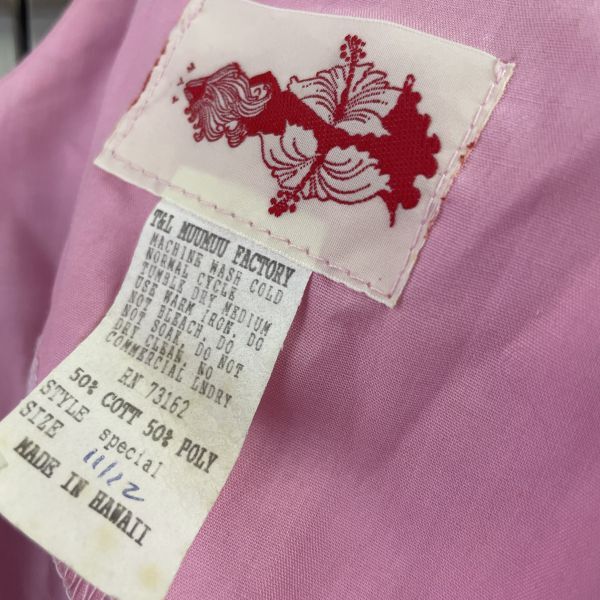 T&L MUUMUU FACTORY
MACHINE WASH COLD
NORMAL CYCLE
TUMBLE DRY MEDIUM
USE WARM IRON, DO
NOT BLEACH, DO
NOT SOAK, DO NOT
DRY CLEAN, NO
COMMERCIAL LNDRY
RN 73162
50% COTT 50% POLY
STYLE special
SIZE 11/12
MADE IN HAWAII